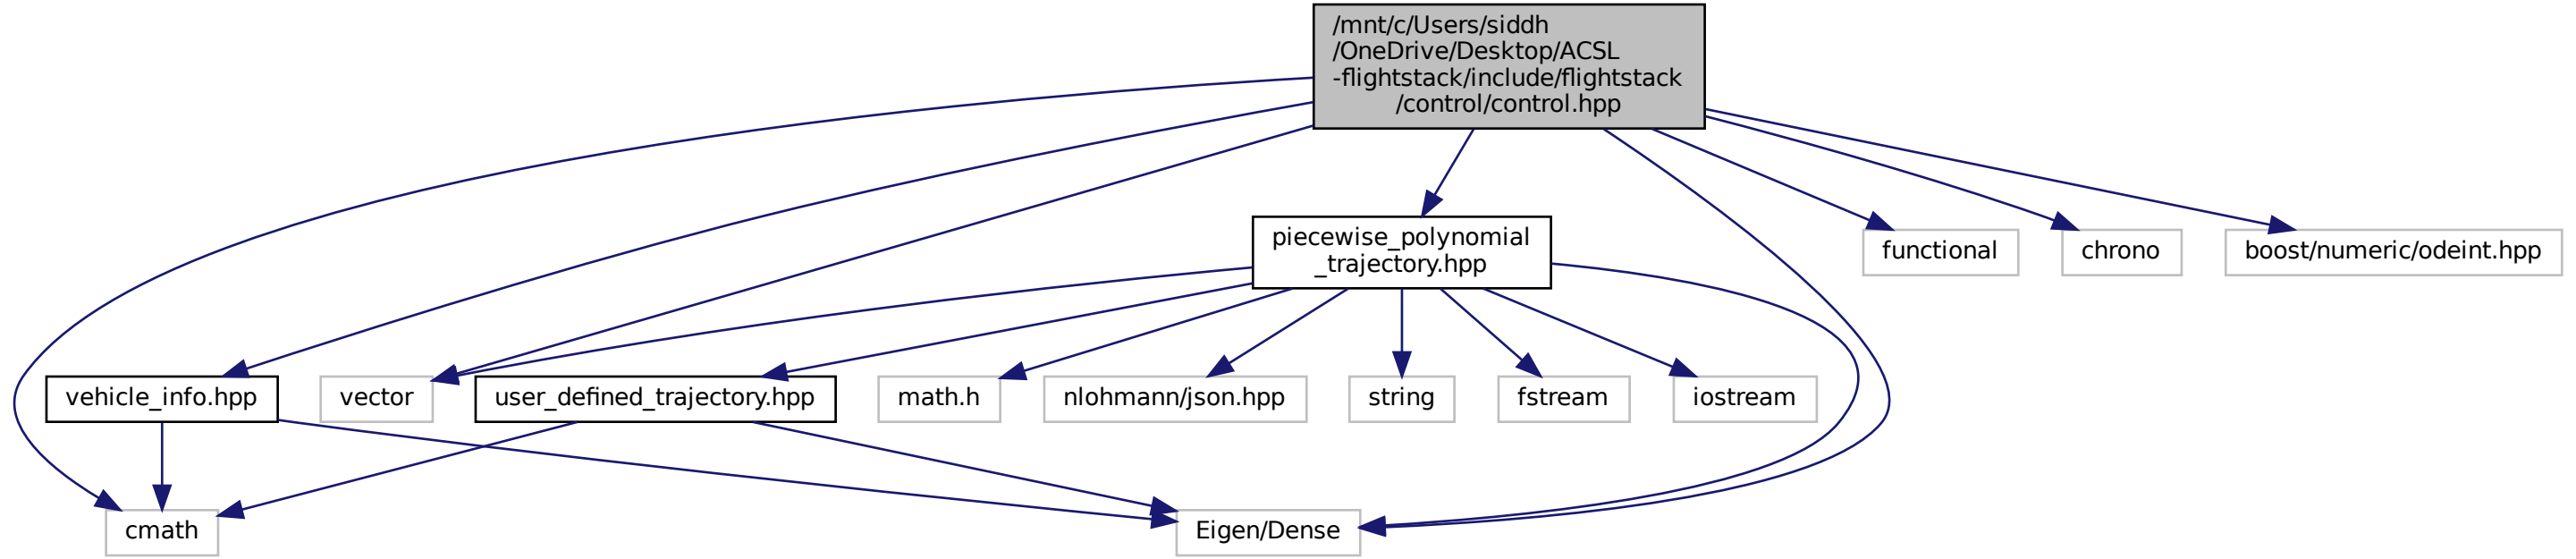 /mnt/c/Users/siddh
/OneDrive/Desktop/ACSL
-flightstack/include/flightstack
/control/control.hpp
piecewise_polynomial
_trajectory.hpp
functional
chrono
boost/numeric/odeint.hpp
vehicle_info.hpp
vector
user_defined_trajectory.hpp
math.h
nlohmann/json.hpp
string
fstream
iostream
cmath
Eigen/Dense